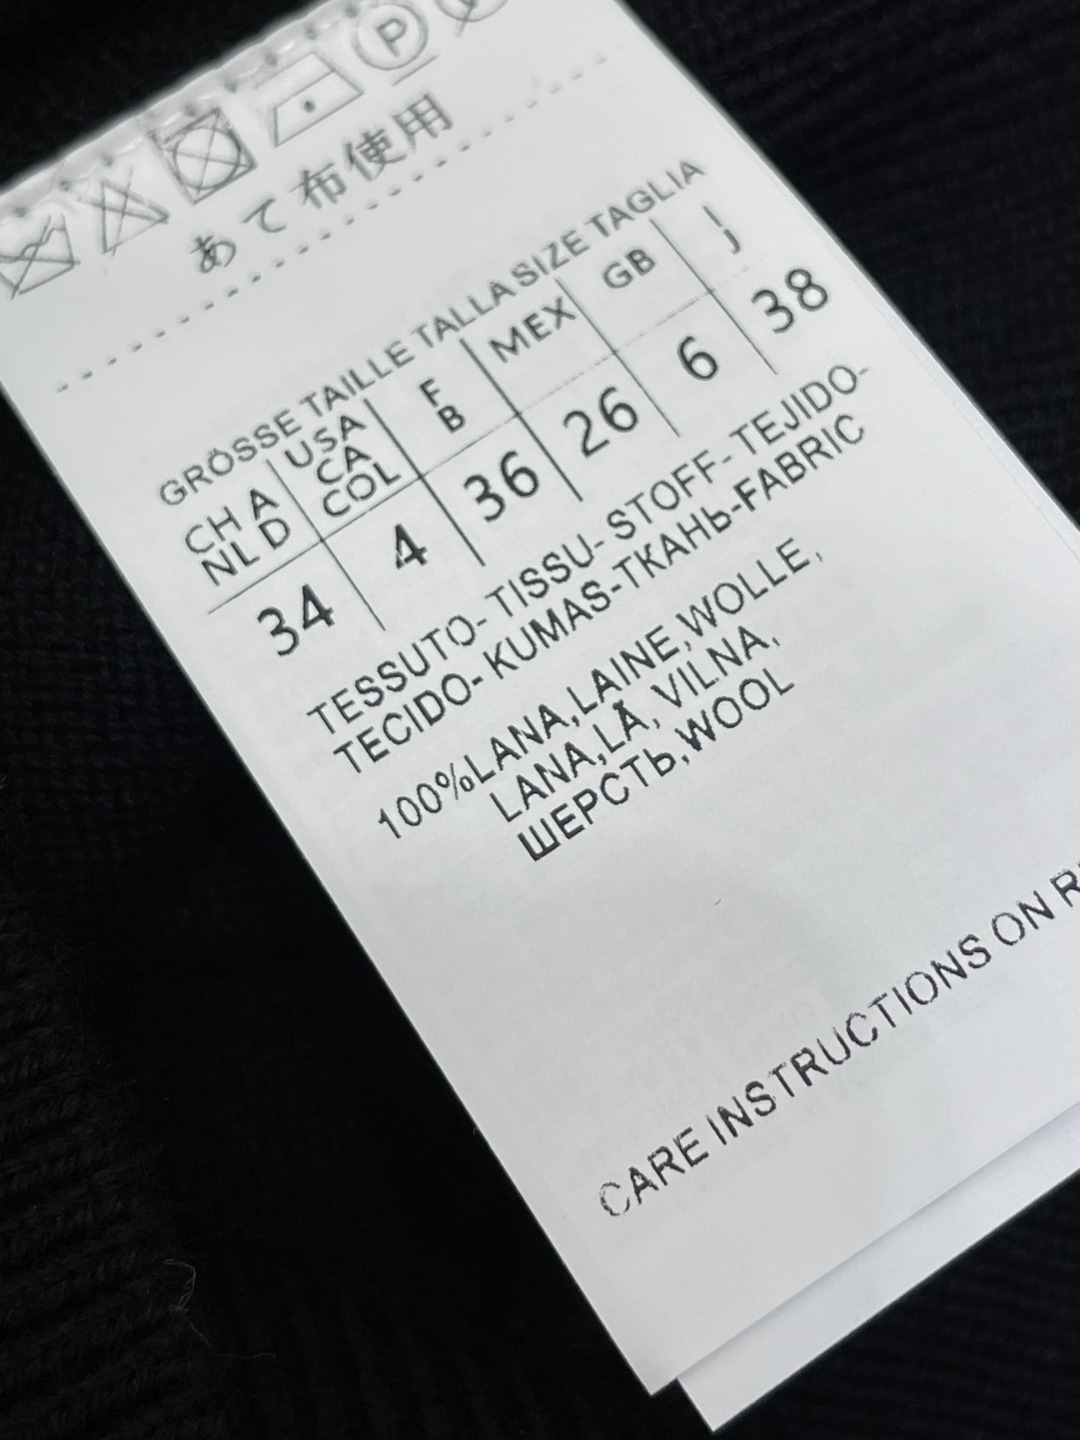 P
あて布使用
GRÖSSE TAILLE TALLA SIZE TAGLIA
CH A NL D
USA CA COL
F B
MEX
GB
I J
34 4 36 26 6 38
TESSUTO- TISSU- STOFF- TEJIDO-
TECIDO- KUMAS-ТКАНЬ-FABRIC
100%LANA,LAINE,WOLLE,
LANA,LÃ, VILNA,
ШЕРСТЬ,WOOL
CARE INSTRUCTIONS ON